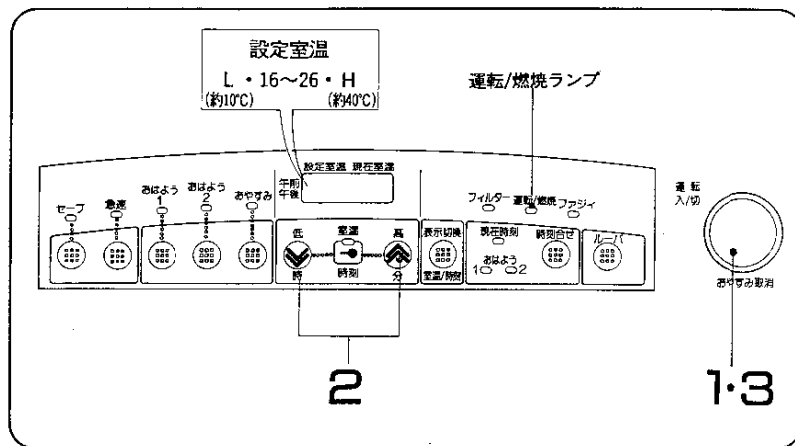 設定室温
L ・16～26・ H
(約10℃) (約40℃)
運転/燃焼ランプ
設定室温 現在室温
午前
午後
セーブ
急速
おはよう
1
おはよう
2
おやすみ
フィルター 運転/燃焼 ファジィ
運転
入/切
低
室温
高
時
時刻
分
表示切換
室温/時刻
現在時刻
おはよう
1 2
時刻合せ
ルーバ
おやすみ取消
2
1・3